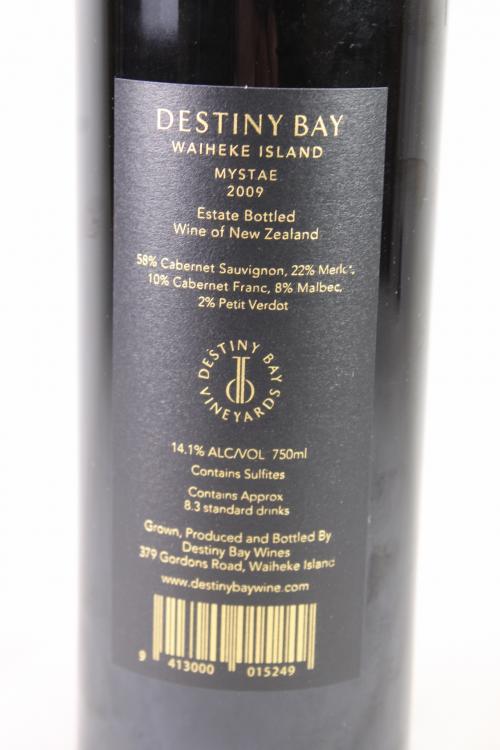 DESTINY BAY
WAIHEKE ISLAND
MYSTAE
2009
Estate Bottled
Wine of New Zealand
58% Cabernet Sauvignon, 22% Merlot,
10% Cabernet Franc, 8% Malbec,
2% Petit Verdot
DESTINY BAY
VINEYARDS
14.1% ALC/VOL 750ml
Contains Sulfites
Contains Approx
8.3 standard drinks
Grown, Produced and Bottled By
Destiny Bay Wines
379 Gordons Road, Waiheke Island
www.destinybaywine.com
9 413000 015249